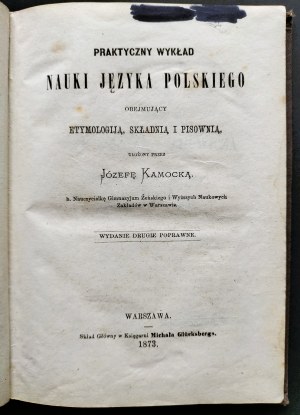 PRAKTYCZNY WYKŁAD
NAUKI JĘZYKA POLSKIEGO
OBEJMUJĄCY
ETYMOLOGIJĄ, SKŁADNIĄ I PISOWNIĄ,
UŁOŻONY PRZEZ
JÓZEFĘ KAMOCKĄ,
b. Nauczycielkę Gimnazyjum Żeńskiego i Wyższych Naukowych
Zakładów w Warszawie.
WYDANIE DRUGIE POPRAWNE.
WARSZAWA.
Skład Główny w Księgarni Michała Glücksberga.
1873.